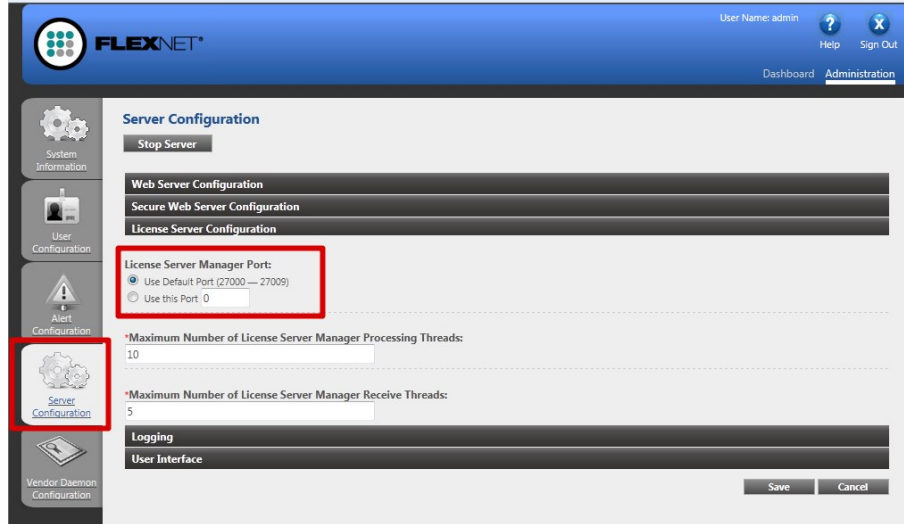 User Name: admin
Help
Sign Out
FLEXNET®
Dashboard
Administration
System
Information
User
Configuration
Alert
Configuration
Server
Configuration
Vendor Daemon
Configuration
Server Configuration
Stop Server
Web Server Configuration
Secure Web Server Configuration
License Server Configuration
License Server Manager Port:
Use Default Port (27000 — 27009)
Use this Port 0
*Maximum Number of License Server Manager Processing Threads:
10
*Maximum Number of License Server Manager Receive Threads:
5
Logging
User Interface
Save
Cancel